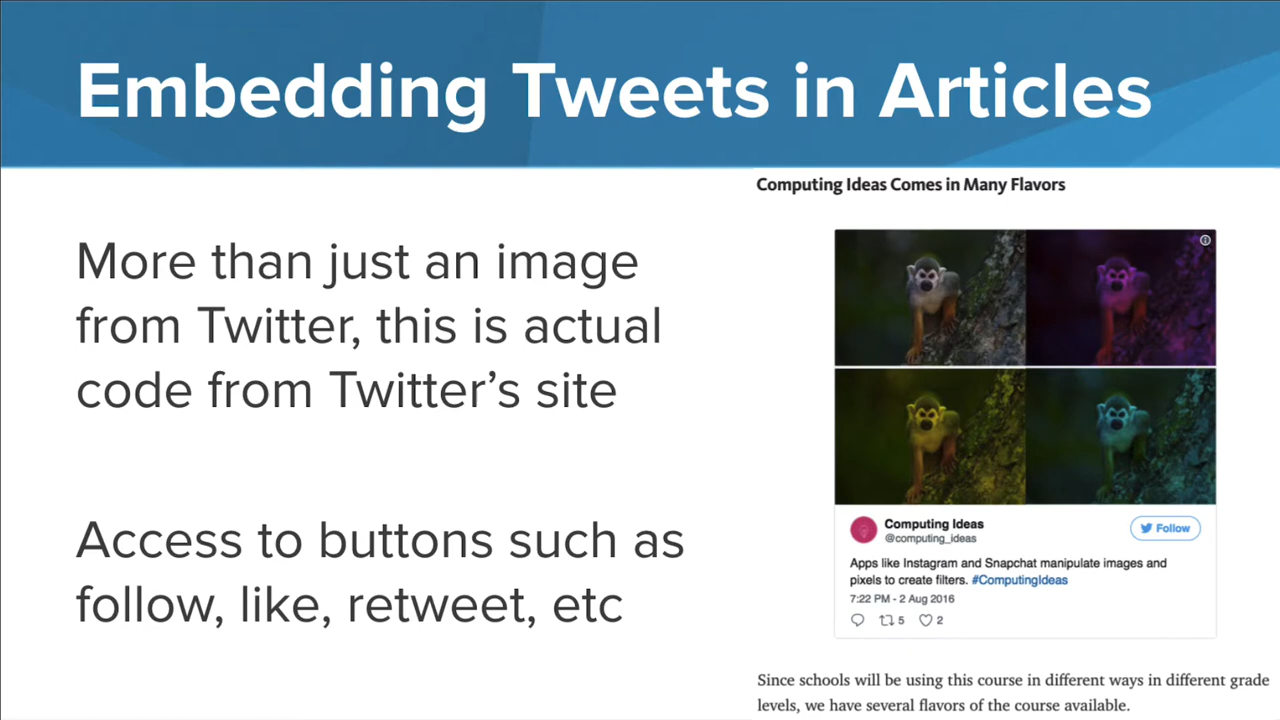 Embedding Tweets in Articles
More than just an image
from Twitter, this is actual
code from Twitter’s site
Access to buttons such as
follow, like, retweet, etc
Computing Ideas Comes in Many Flavors
Computing Ideas
@computing_ideas
Follow
Apps like Instagram and Snapchat manipulate images and
pixels to create filters. #ComputingIdeas
7:22 PM - 2 Aug 2016
5 2
Since schools will be using this course in different ways in different grade
levels, we have several flavors of the course available.